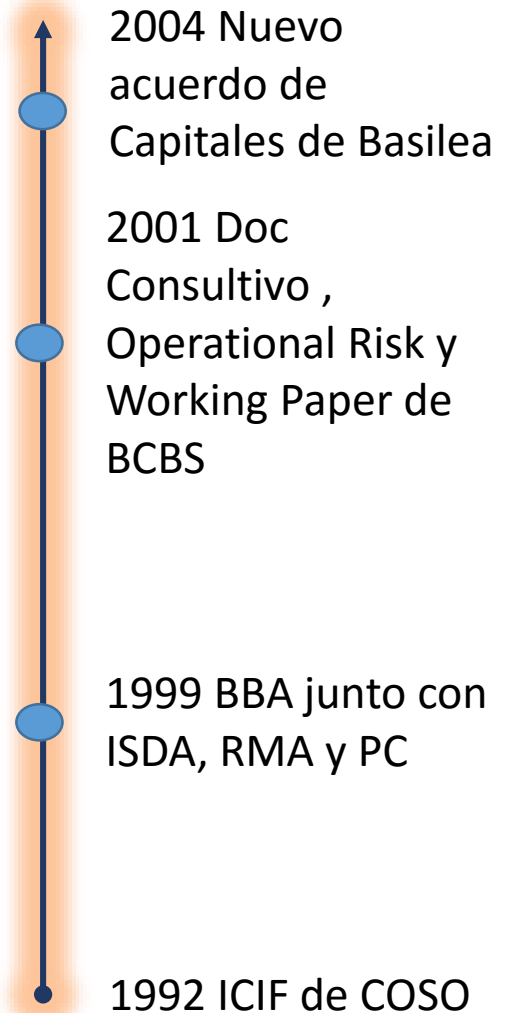 2004 Nuevo
acuerdo de
Capitales de Basilea
2001 Doc
Consultivo ,
Operational Risk y
Working Paper de
BCBS
1999 BBA junto con
ISDA, RMA y PC
1992 ICIF de COSO